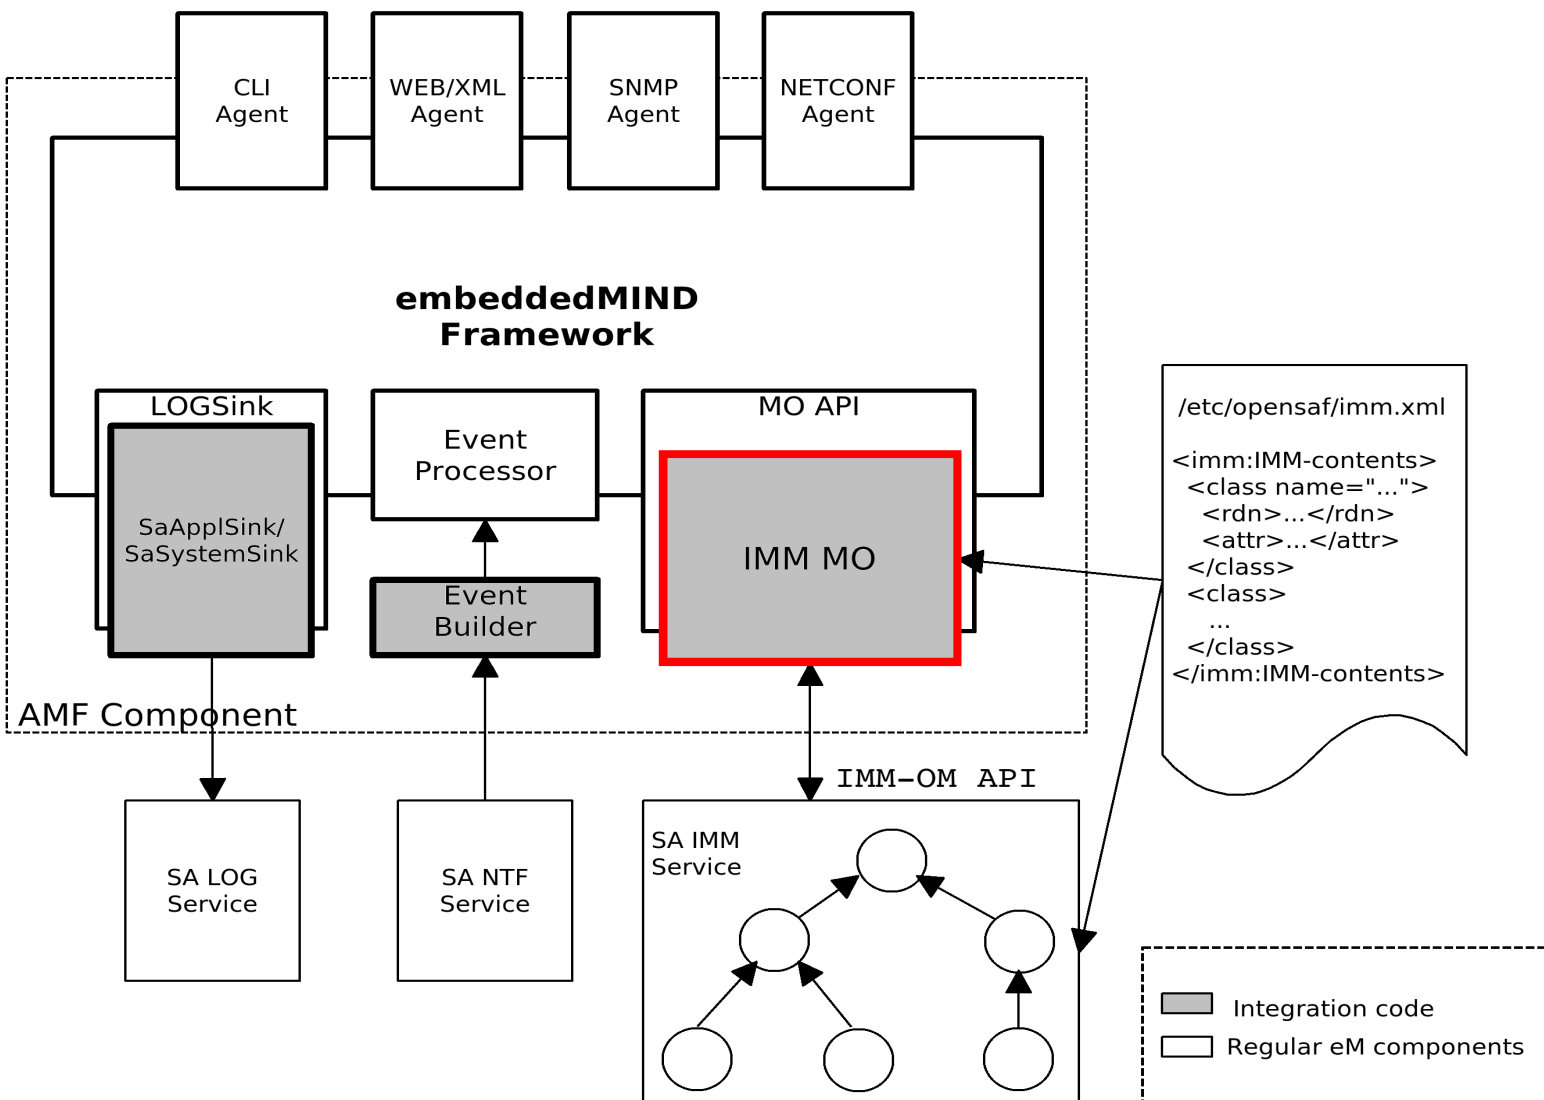 CLI
Agent
WEB/XML
Agent
SNMP
Agent
NETCONF
Agent
embeddedMIND
Framework
LOGSink
SaApplSink/
SaSystemSink
Event
Processor
Event
Builder
MO API
IMM MO
AMF Component
/etc/opensaf/imm.xml
<imm:IMM-contents>
<class name="...">
<rdn>...</rdn>
<attr>...</attr>
</class>
<class>
...
</class>
</imm:IMM-contents>
IMM-OM API
SA LOG
Service
SA NTF
Service
SA IMM
Service
Integration code
Regular eM components